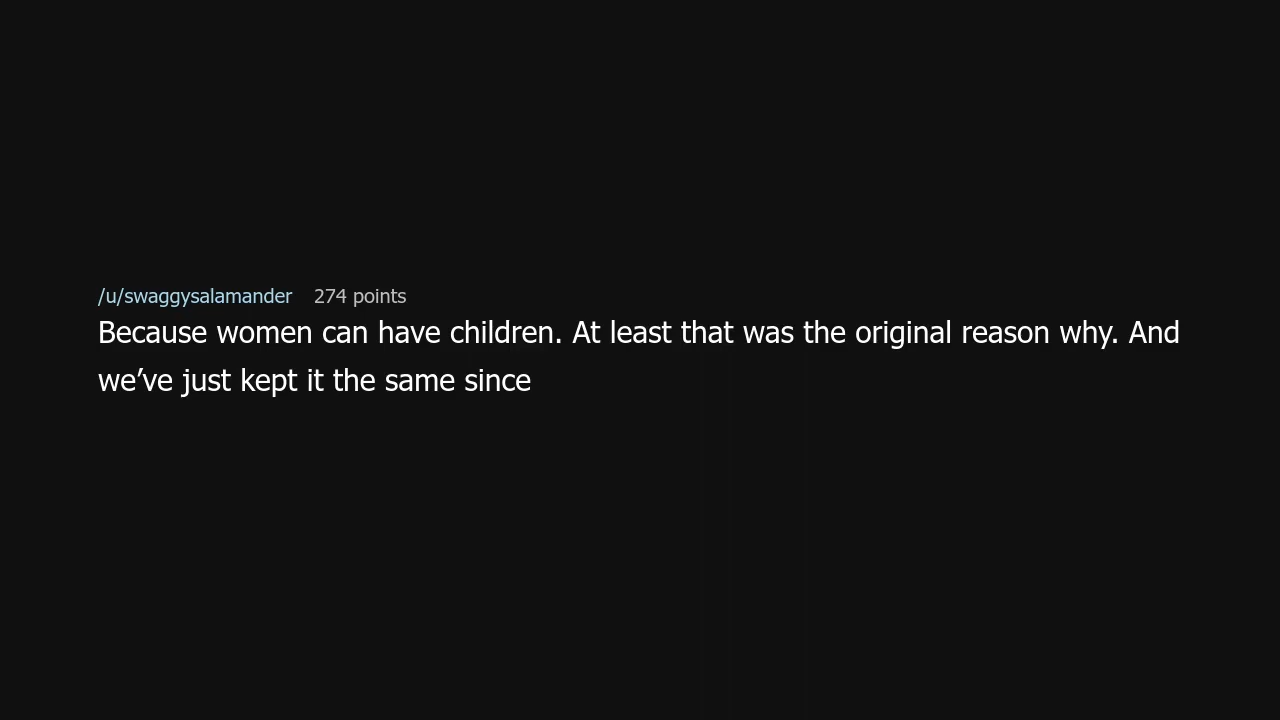 /u/swaggysalamander 274 points
Because women can have children. At least that was the original reason why. And
we’ve just kept it the same since